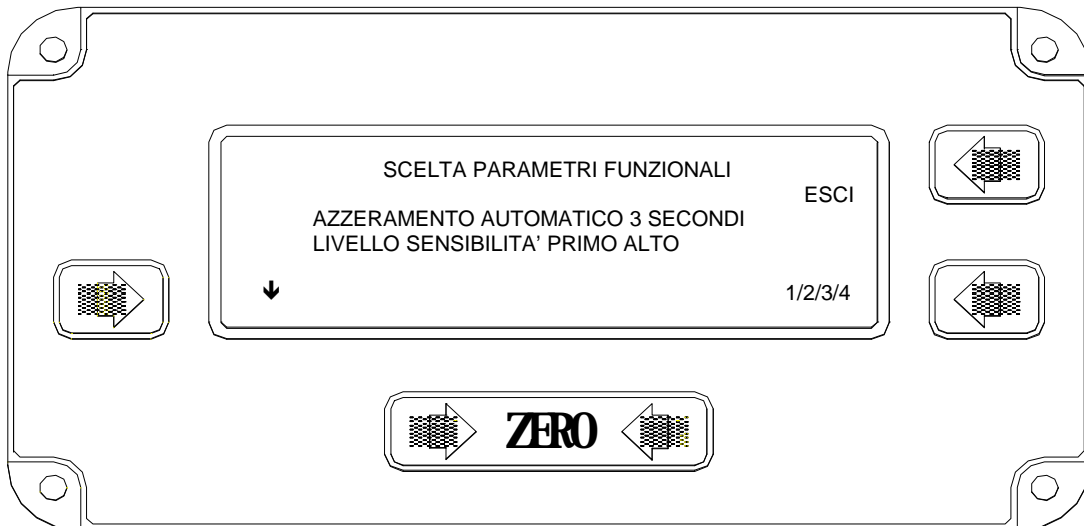 SCELTA PARAMETRI FUNZIONALI
ESCI
AZZERAMENTO AUTOMATICO 3 SECONDI
LIVELLO SENSIBILITA’ PRIMO ALTO
1/2/3/4
ZERO